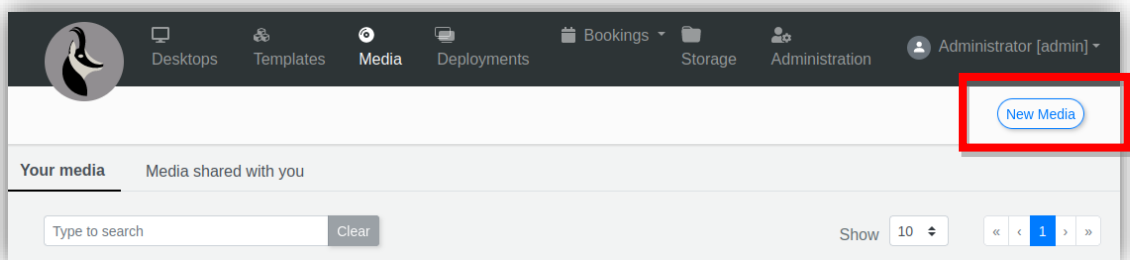 Desktops
Templates
Media
Deployments
Bookings
Storage
Administration
Administrator [admin]
New Media
Your media
Media shared with you
Type to search
Clear
Show
10
« ‹ 1 › »